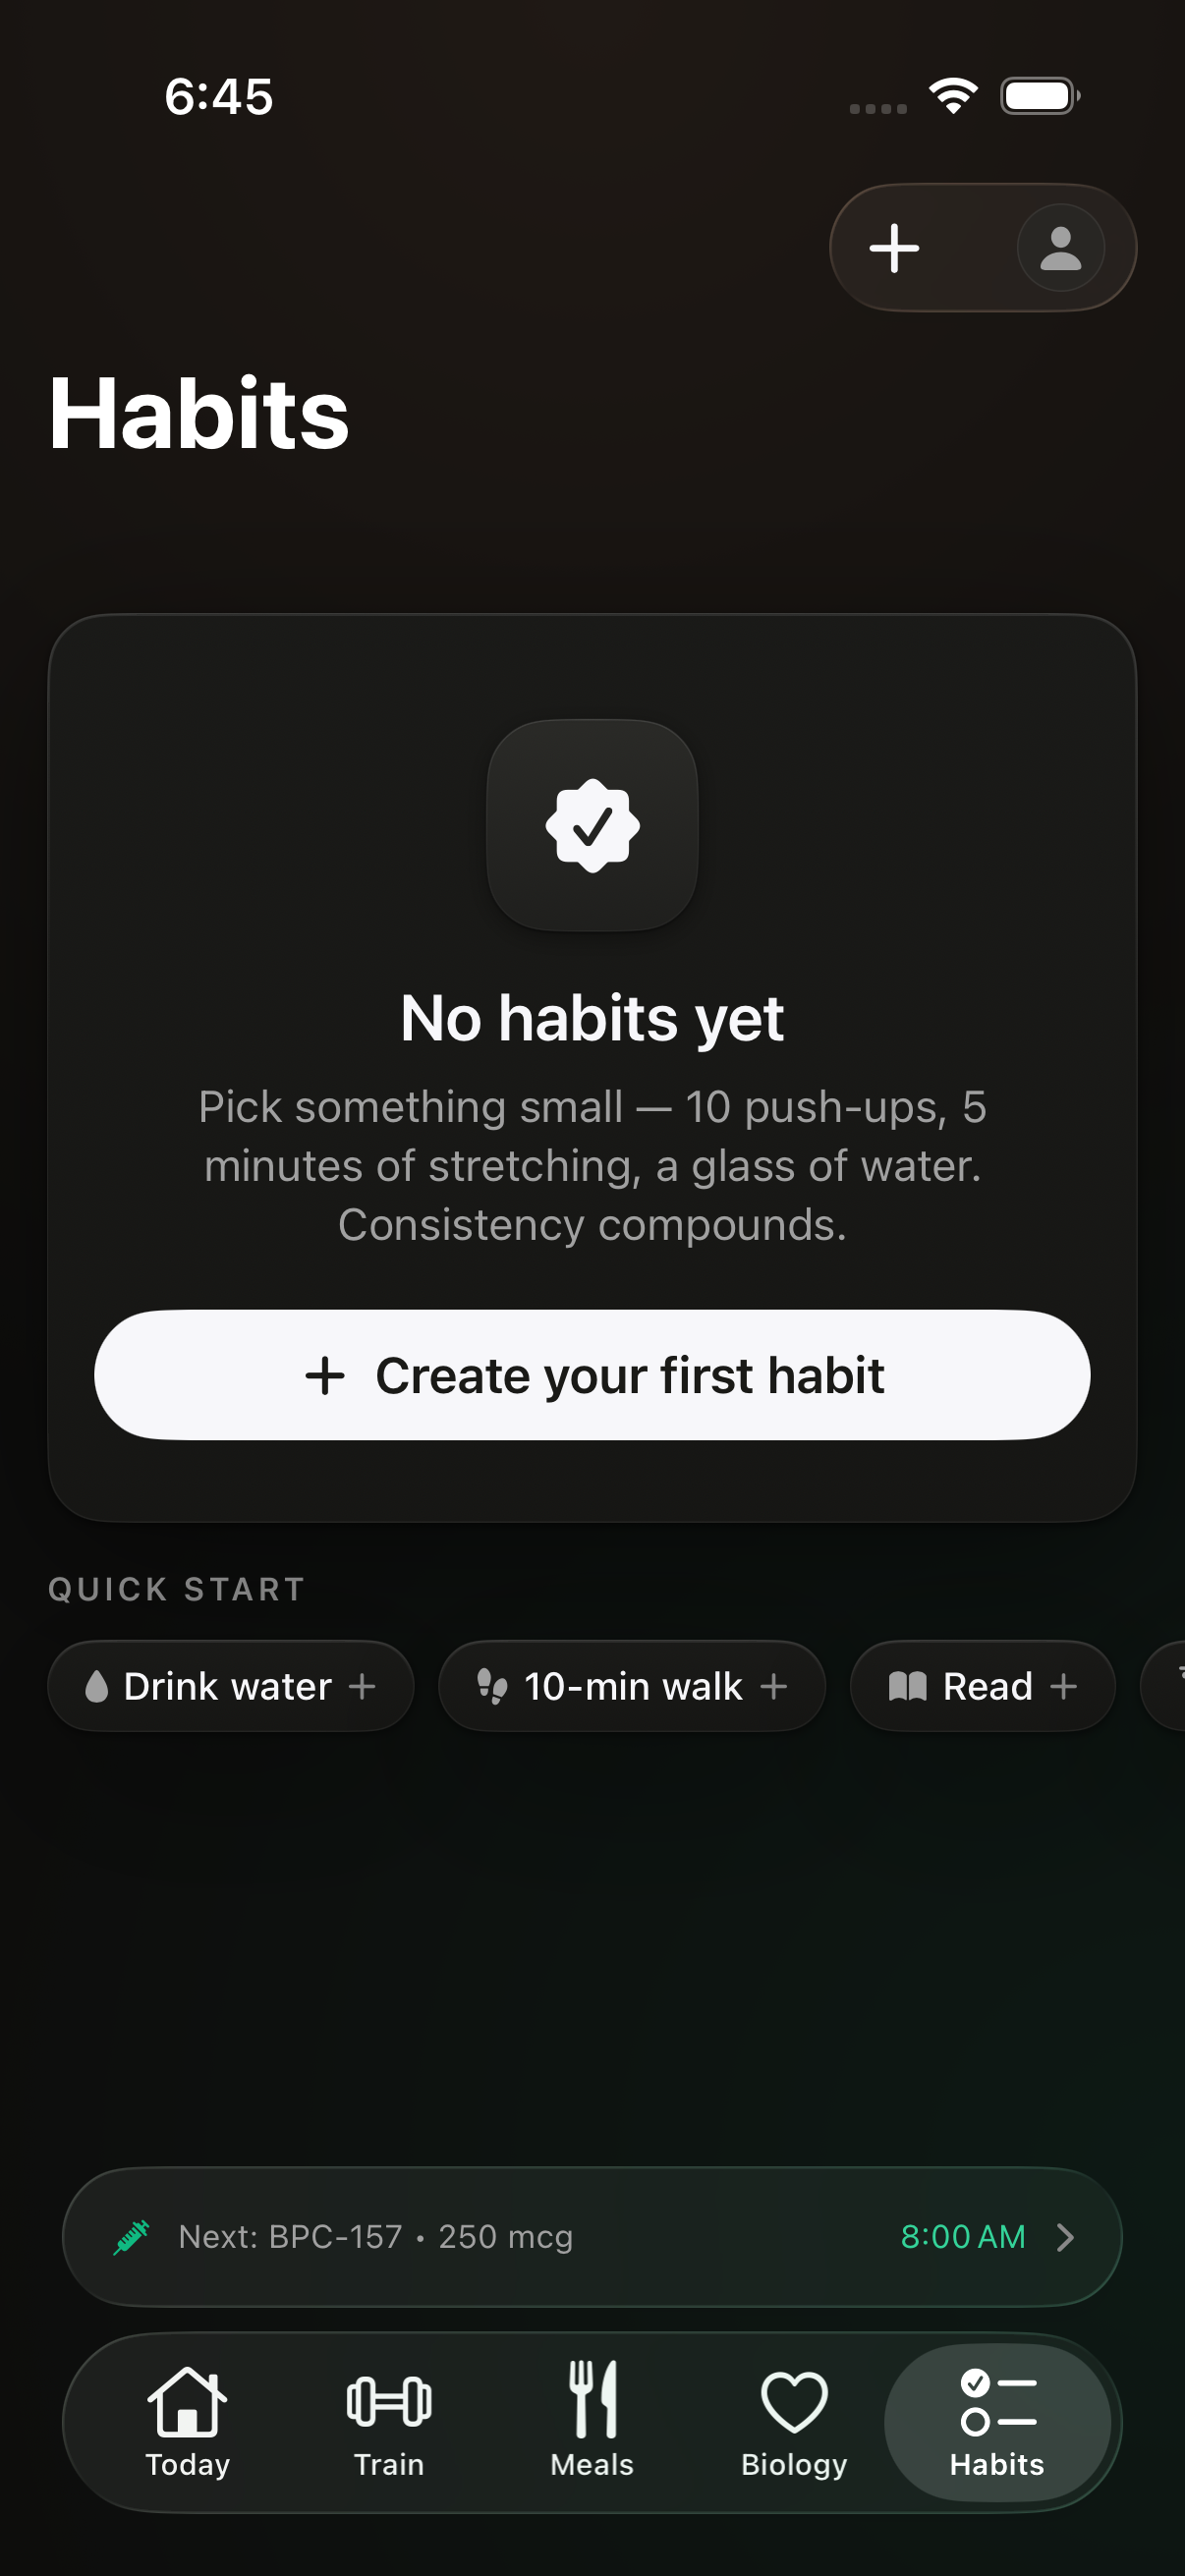 6:45
Habits
No habits yet
Pick something small — 10 push-ups, 5
minutes of stretching, a glass of water.
Consistency compounds.
Create your first habit
QUICK START
Drink water
10-min walk
Read
Next: BPC-157 • 250 mcg
8:00 AM
Today
Train
Meals
Biology
Habits